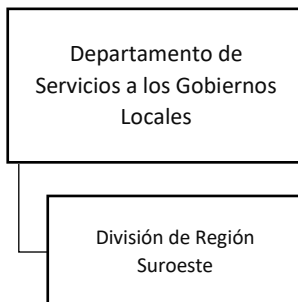 Departamento de
Servicios a los Gobiernos
Locales
División de Región
Suroeste